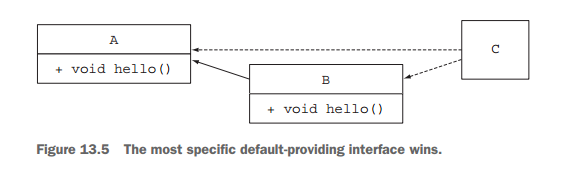 A
+ void hello()
C
B
+ void hello()
Figure 13.5 The most specific default-providing interface wins.